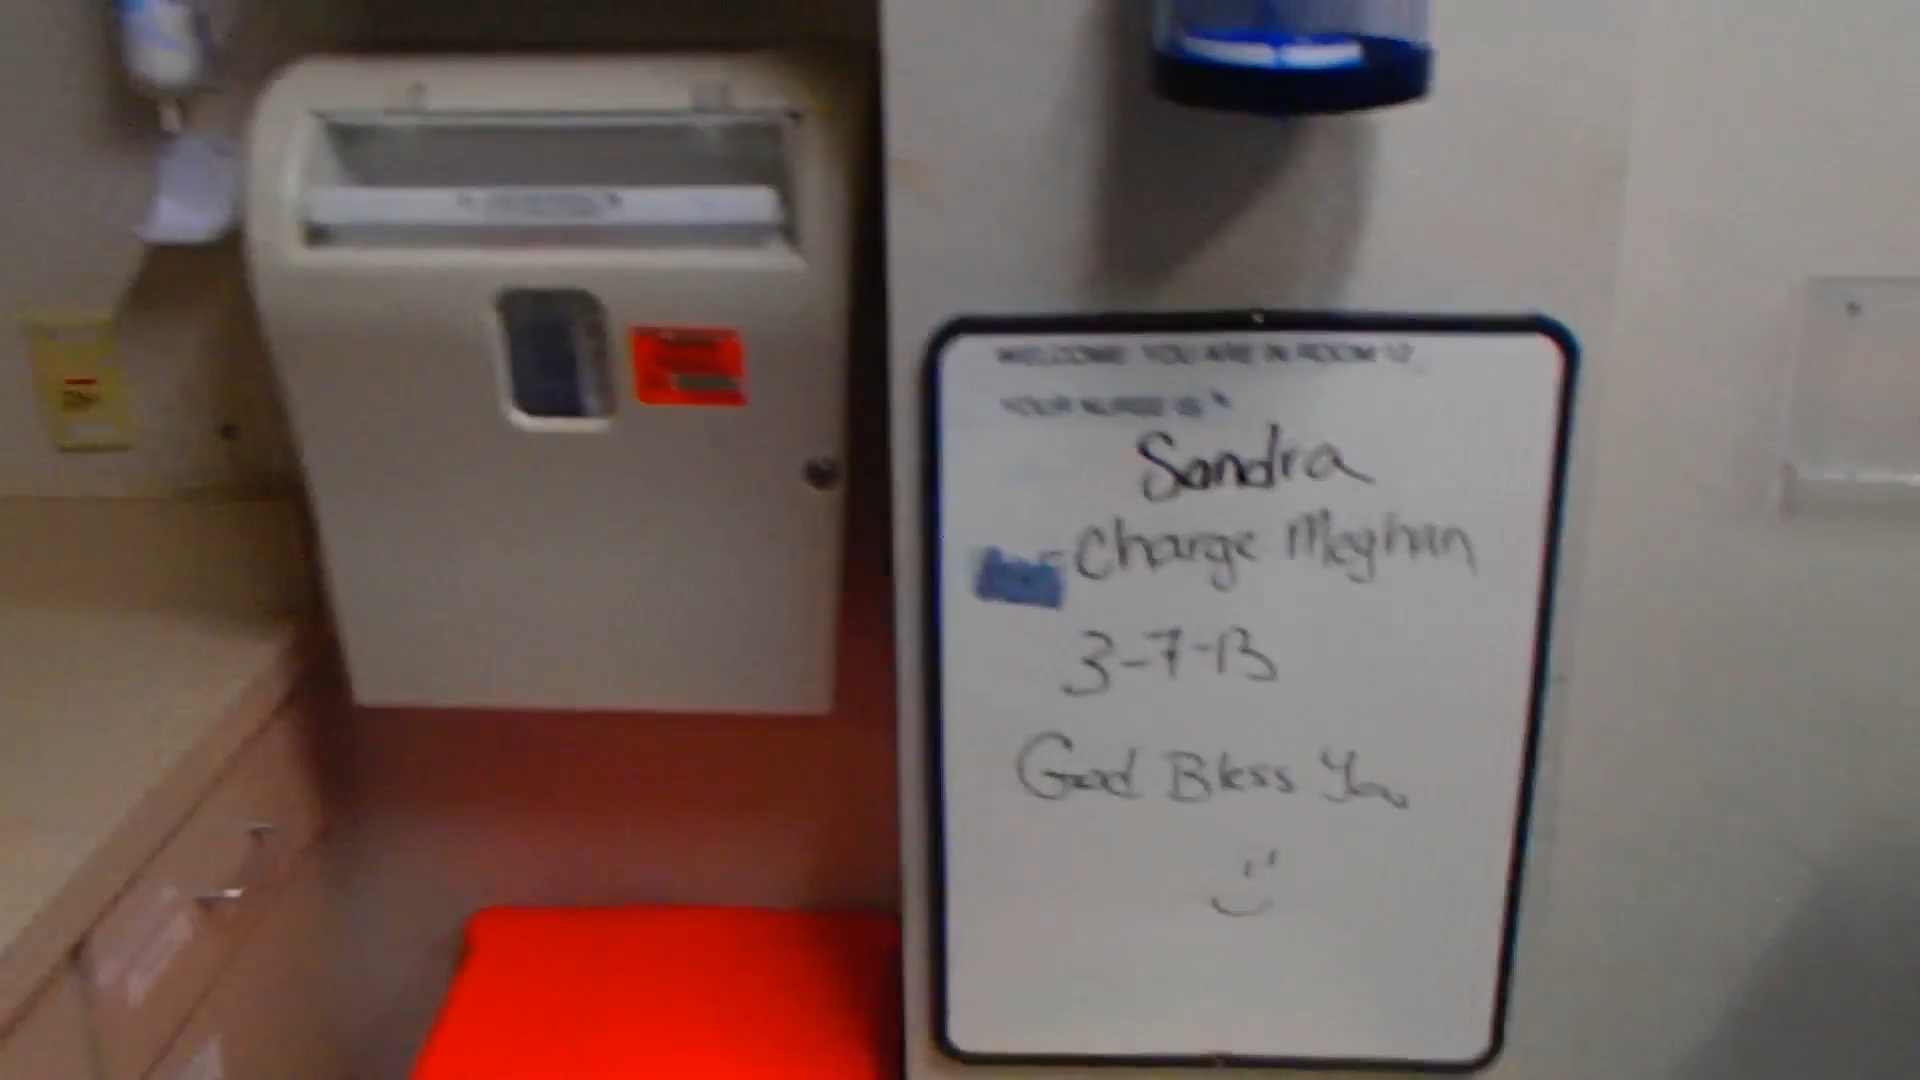 WELCOME YOU ARE IN ROOM 12
YOUR NURSE IS
Sandra
Charge Meghan
3-7-13
God Bless You